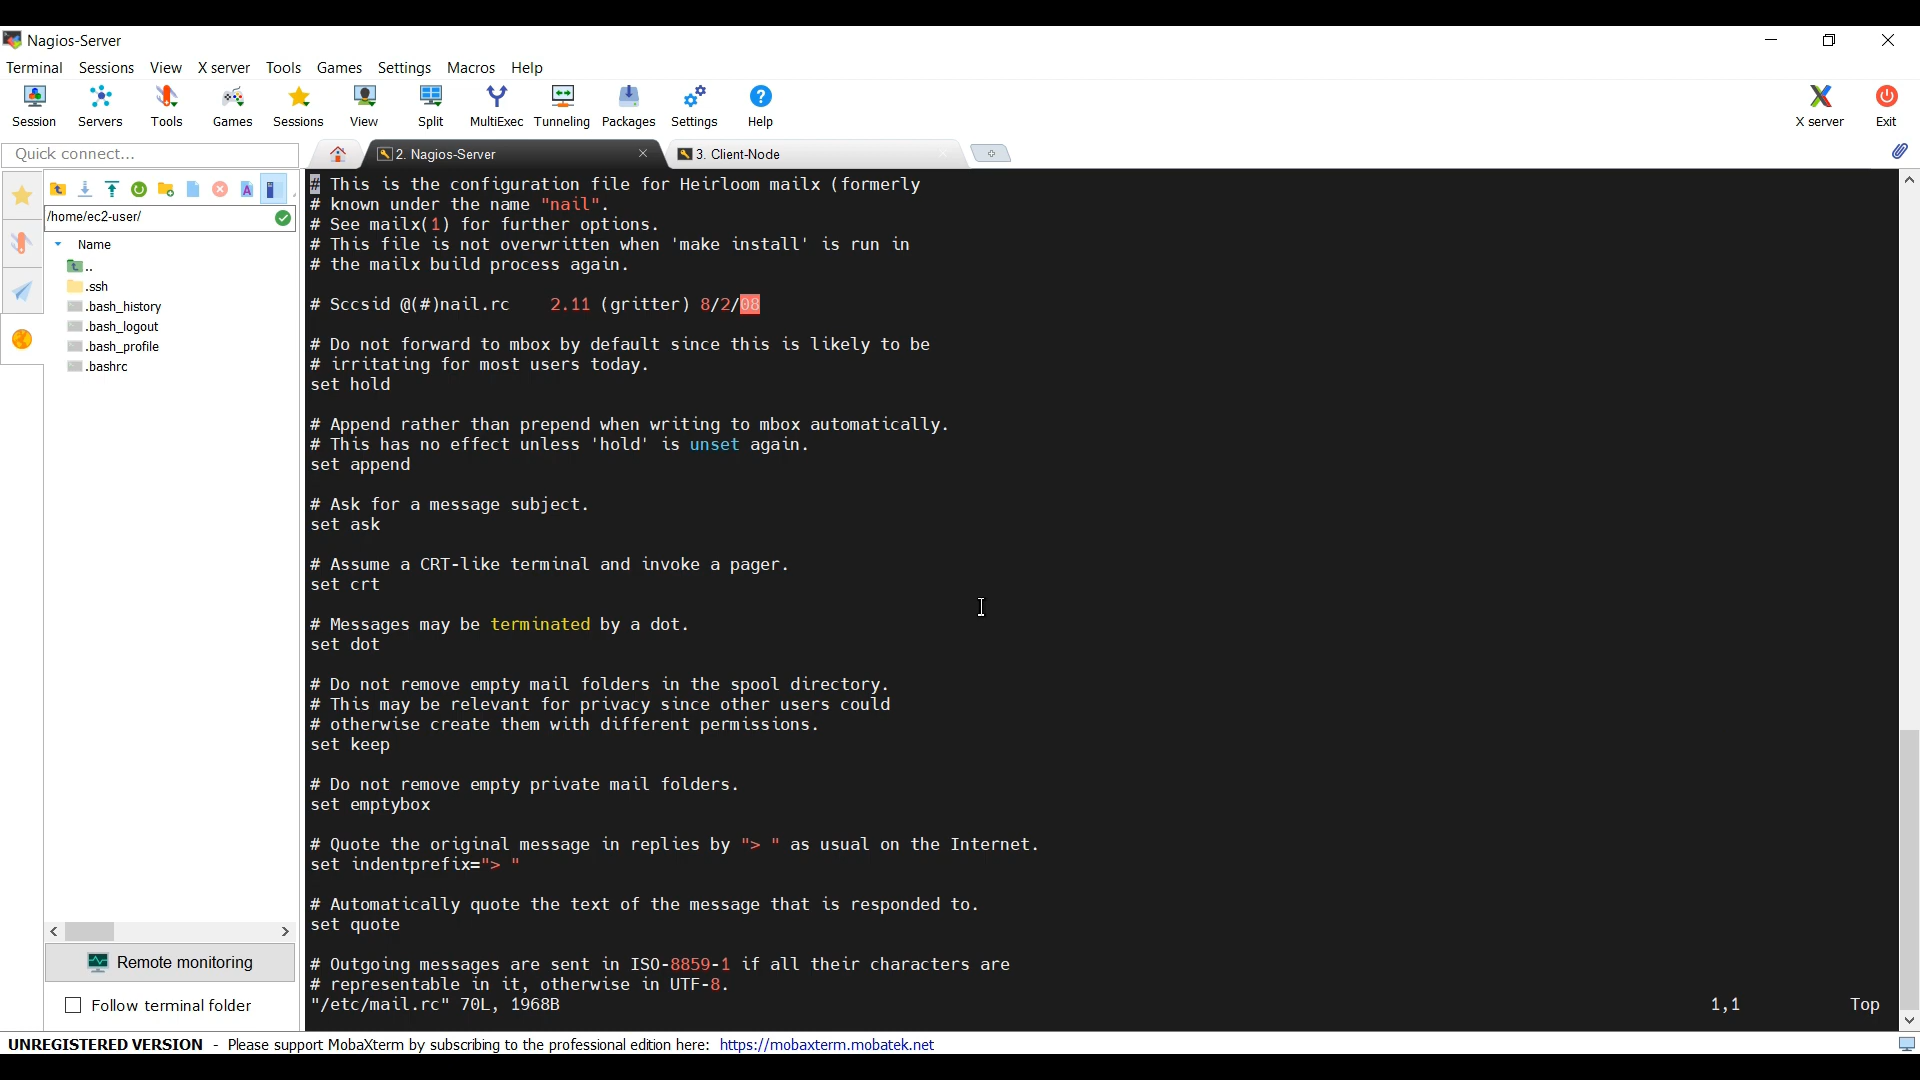 Nagios-Server
Terminal Sessions View X server Tools Games Settings Macros Help
Session Servers Tools Games Sessions View Split MultiExec Tunneling Packages Settings Help X server Exit
Quick connect...
2. Nagios-Server
3. Client-Node
/home/ec2-user/
Name
..
.ssh
.bash_history
.bash_logout
.bash_profile
.bashrc
Remote monitoring
Follow terminal folder
# This is the configuration file for Heirloom mailx (formerly
# known under the name "nail".
# See mailx(1) for further options.
# This file is not overwritten when 'make install' is run in
# the mailx build process again.
# Sccsid @(#)nail.rc 2.11 (gritter) 8/2/08
# Do not forward to mbox by default since this is likely to be
# irritating for most users today.
set hold
# Append rather than prepend when writing to mbox automatically.
# This has no effect unless 'hold' is unset again.
set append
# Ask for a message subject.
set ask
# Assume a CRT-like terminal and invoke a pager.
set crt
# Messages may be terminated by a dot.
set dot
# Do not remove empty mail folders in the spool directory.
# This may be relevant for privacy since other users could
# otherwise create them with different permissions.
set keep
# Do not remove empty private mail folders.
set emptybox
# Quote the original message in replies by "> " as usual on the Internet.
set indentprefix="> "
# Automatically quote the text of the message that is responded to.
set quote
# Outgoing messages are sent in ISO-8859-1 if all their characters are
# representable in it, otherwise in UTF-8.
"/etc/mail.rc" 70L, 1968B 1,1 Top
UNREGISTERED VERSION - Please support MobaXterm by subscribing to the professional edition here: https://mobaxterm.mobatek.net